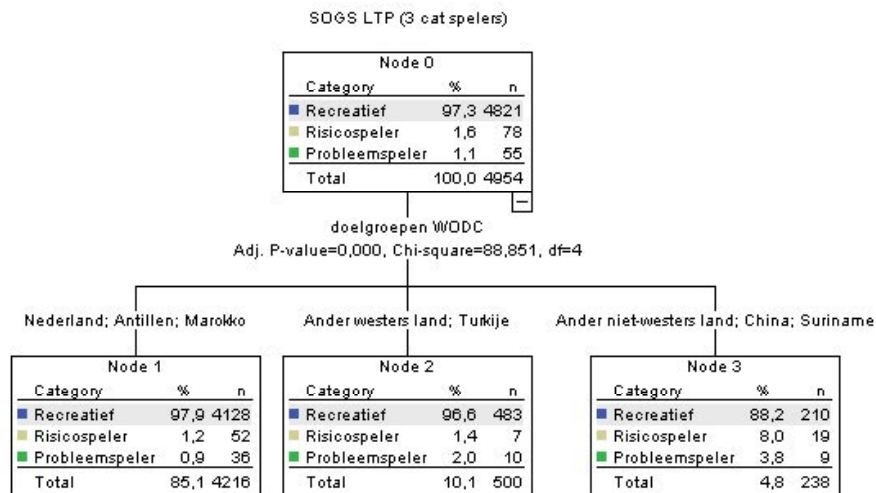 SOGS LTP (3 cat spelers)
Node 0
Category % n
Recreatief 97,3 4821
Risicospeler 1,6 78
Probleemspeler 1,1 55
Total 100,0 4954
doelgroepen WODC
Adj. P-value=0,000, Chi-square=88,851, df=4
Nederland; Antillen; Marokko
Ander westers land; Turkije
Ander niet-westers land; China; Suriname
Node 1
Category % n
Recreatief 97,9 4128
Risicospeler 1,2 52
Probleemspeler 0,9 36
Total 85,1 4216
Node 2
Category % n
Recreatief 96,6 483
Risicospeler 1,4 7
Probleemspeler 2,0 10
Total 10,1 500
Node 3
Category % n
Recreatief 88,2 210
Risicospeler 8,0 19
Probleemspeler 3,8 9
Total 4,8 238